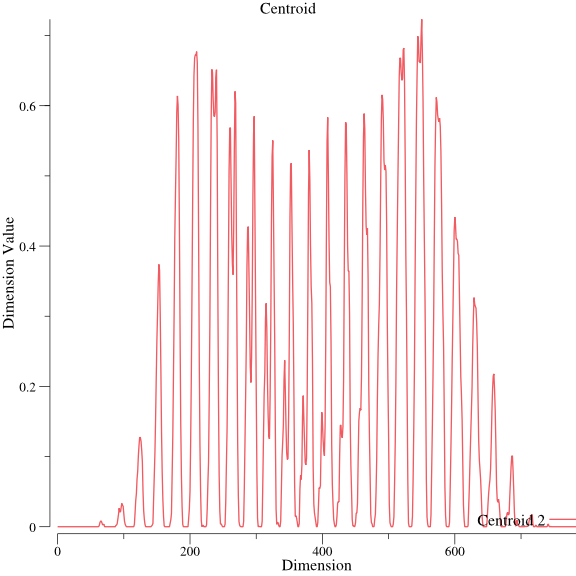 Centroid
Dimension Value
0.6
0.4
0.2
0
0 200 400 600
Dimension
Centroid 2